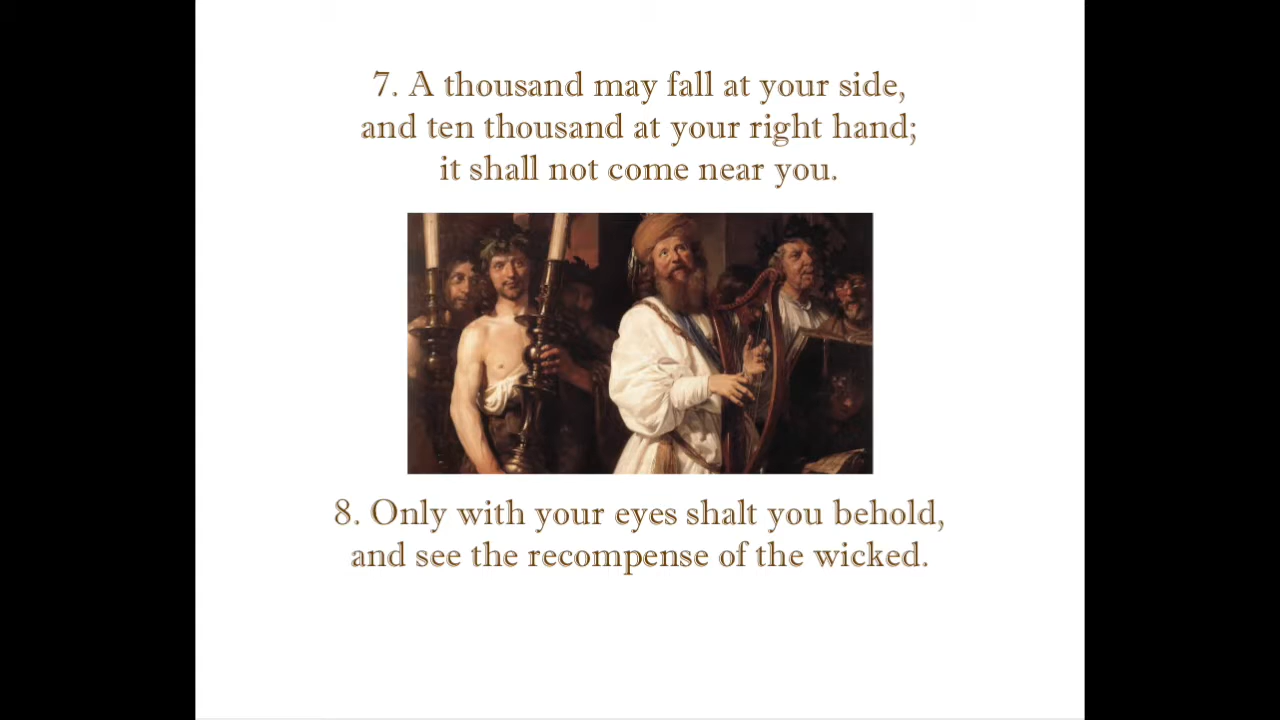 7. A thousand may fall at your side,
and ten thousand at your right hand;
it shall not come near you.
8. Only with your eyes shalt you behold,
and see the recompense of the wicked.